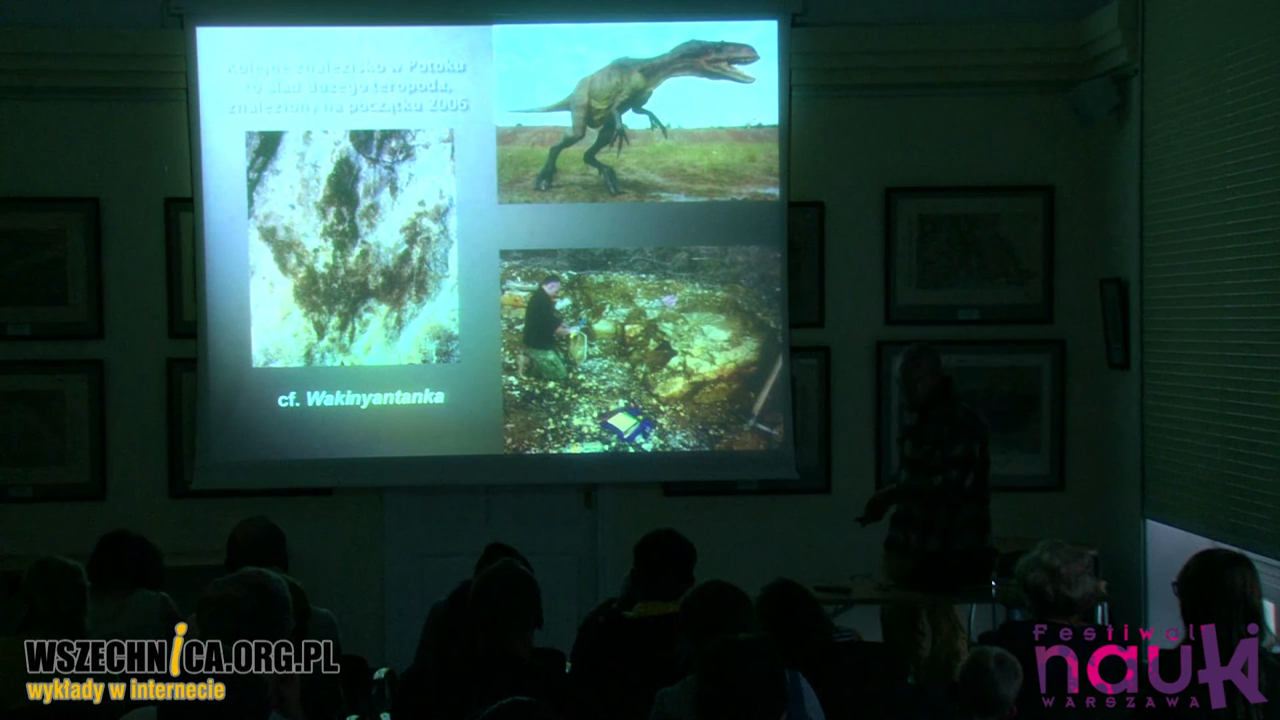 Kolejne znalezisko w Potoku
to ślad dużego teropoda,
znaleziony na początku 2006
cf. Wakinyantanka
WSZECHNICA.ORG.PL
wykłady w internecie
Festiwal
nauki
WARSZAWA